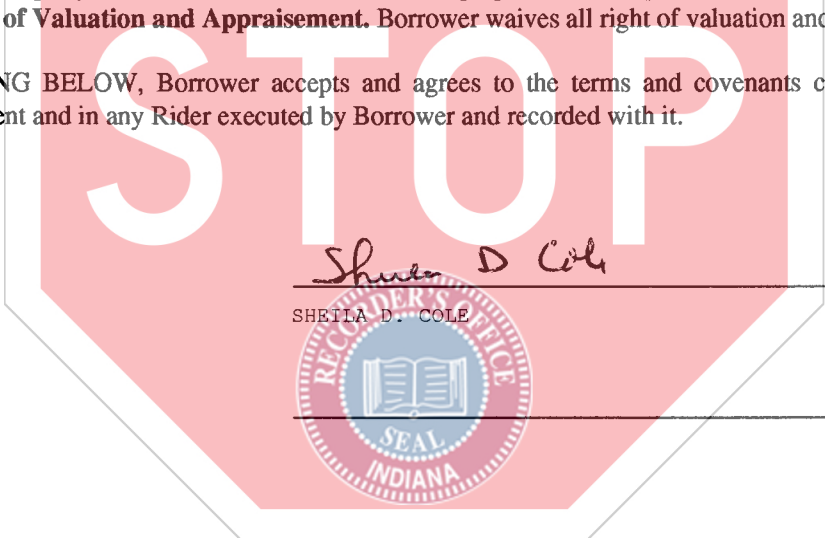 of Valuation and Appraisement. Borrower waives all right of valuation and
NG BELOW, Borrower accepts and agrees to the terms and covenants c
ent and in any Rider executed by Borrower and recorded with it.
STOP
Sheila D Cole
SHEILA D. COLE
RECORDER'S OFFICE
SEAL
INDIANA